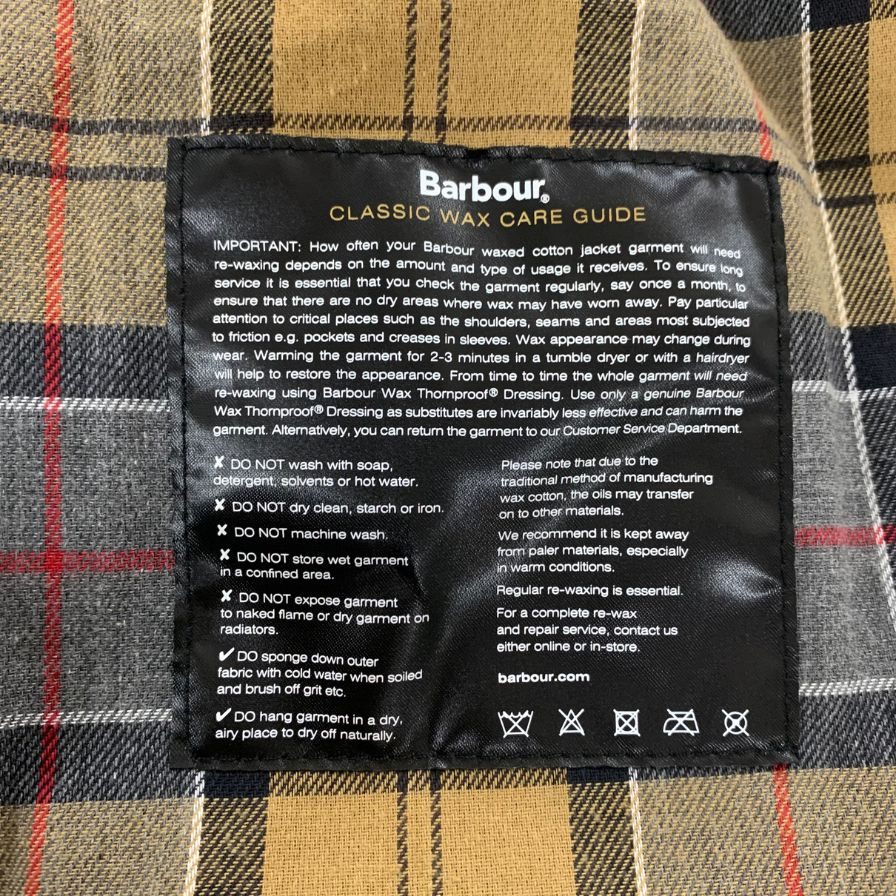 Barbour®
CLASSIC WAX CARE GUIDE
IMPORTANT: How often your Barbour waxed cotton jacket garment will need
re-waxing depends on the amount and type of usage it receives. To ensure long
service it is essential that you check the garment regularly, say once a month, to
ensure that there are no dry areas where wax may have worn away. Pay particular
attention to critical places such as the shoulders, seams and areas most subjected
to friction e.g. pockets and creases in sleeves. Wax appearance may change during
wear. Warming the garment for 2-3 minutes in a tumble dryer or with a hairdryer
will help to restore the appearance. From time to time the whole garment will need
re-waxing using Barbour Wax Thornproof® Dressing. Use only a genuine Barbour
Wax Thornproof® Dressing as substitutes are invariably less effective and can harm the
garment. Alternatively, you can return the garment to our Customer Service Department.
✘ DO NOT wash with soap,
detergent, solvents or hot water.
✘ DO NOT dry clean, starch or iron.
✘ DO NOT machine wash.
✘ DO NOT store wet garment
in a confined area.
✘ DO NOT expose garment
to naked flame or dry garment on
radiators.
✔ DO sponge down outer
fabric with cold water when soiled
and brush off grit etc.
✔ DO hang garment in a dry,
airy place to dry off naturally.
Please note that due to the
traditional method of manufacturing
wax cotton, the oils may transfer
on to other materials.
We recommend it is kept away
from paler materials, especially
in warm conditions.
Regular re-waxing is essential.
For a complete re-wax
and repair service, contact us
either online or in-store.
barbour.com